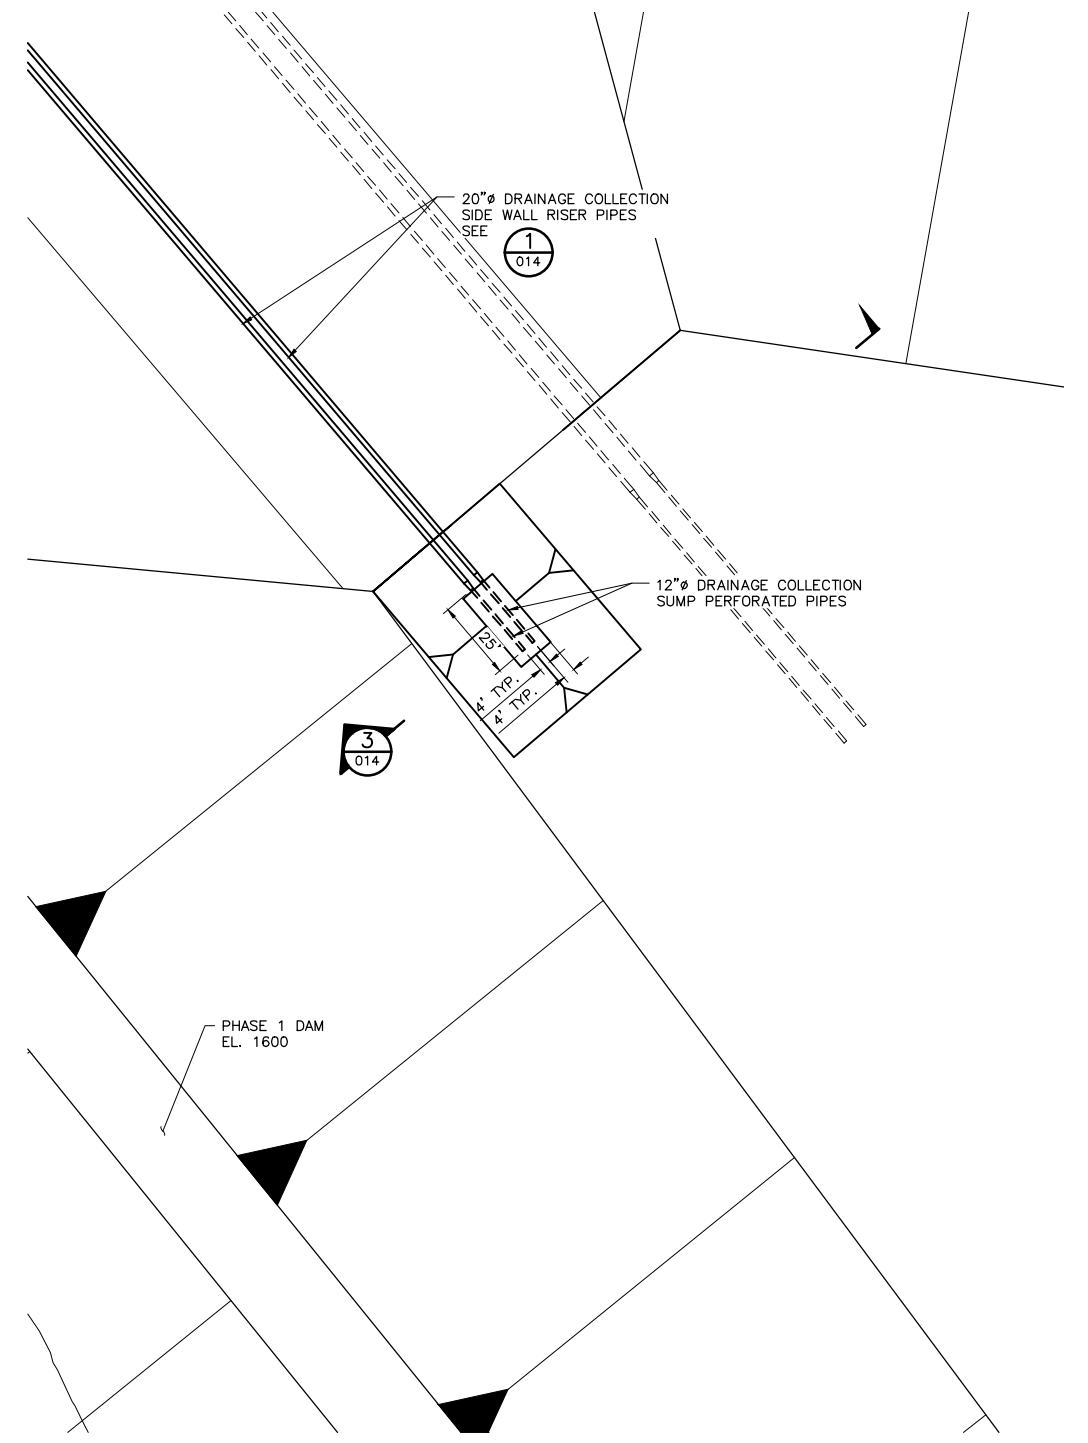 20"ø DRAINAGE COLLECTION
SIDE WALL RISER PIPES
SEE
1
014
12"ø DRAINAGE COLLECTION
SUMP PERFORATED PIPES
25'
4' TYP.
4' TYP.
3
014
PHASE 1 DAM
EL. 1600